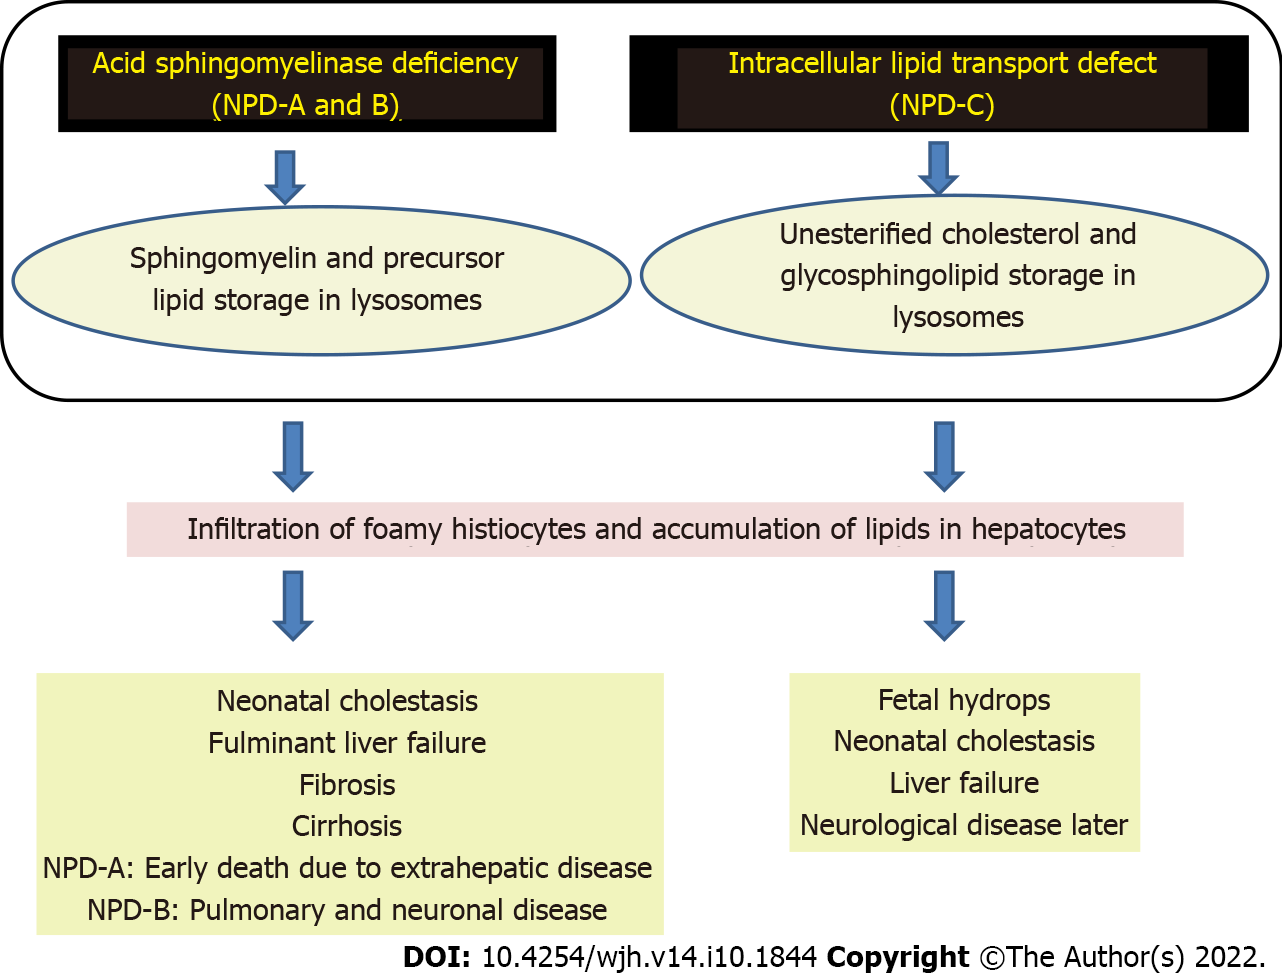 Acid sphingomyelinase deficiency
(NPD-A and B)
Intracellular lipid transport defect
(NPD-C)
Sphingomyelin and precursor
lipid storage in lysosomes
Unesterified cholesterol and
glycosphingolipid storage in
lysosomes
Infiltration of foamy histiocytes and accumulation of lipids in hepatocytes
Neonatal cholestasis
Fulminant liver failure
Fibrosis
Cirrhosis
NPD-A: Early death due to extrahepatic disease
NPD-B: Pulmonary and neuronal disease
Fetal hydrops
Neonatal cholestasis
Liver failure
Neurological disease later
DOI: 10.4254/wjh.v14.i10.1844 Copyright ©The Author(s) 2022.